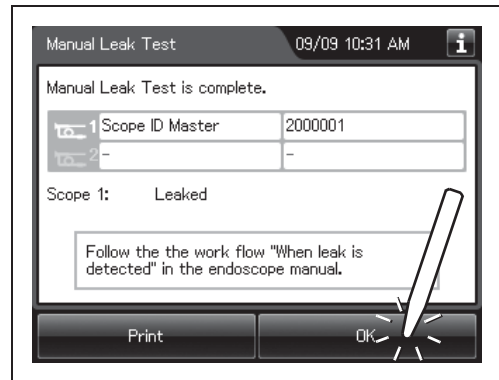 Manual Leak Test 09/09 10:31 AM i
Manual Leak Test is complete.
1 Scope ID Master 2000001
2 - -
Scope 1: Leaked
Follow the the work flow "When leak is
detected" in the endoscope manual.
Print OK